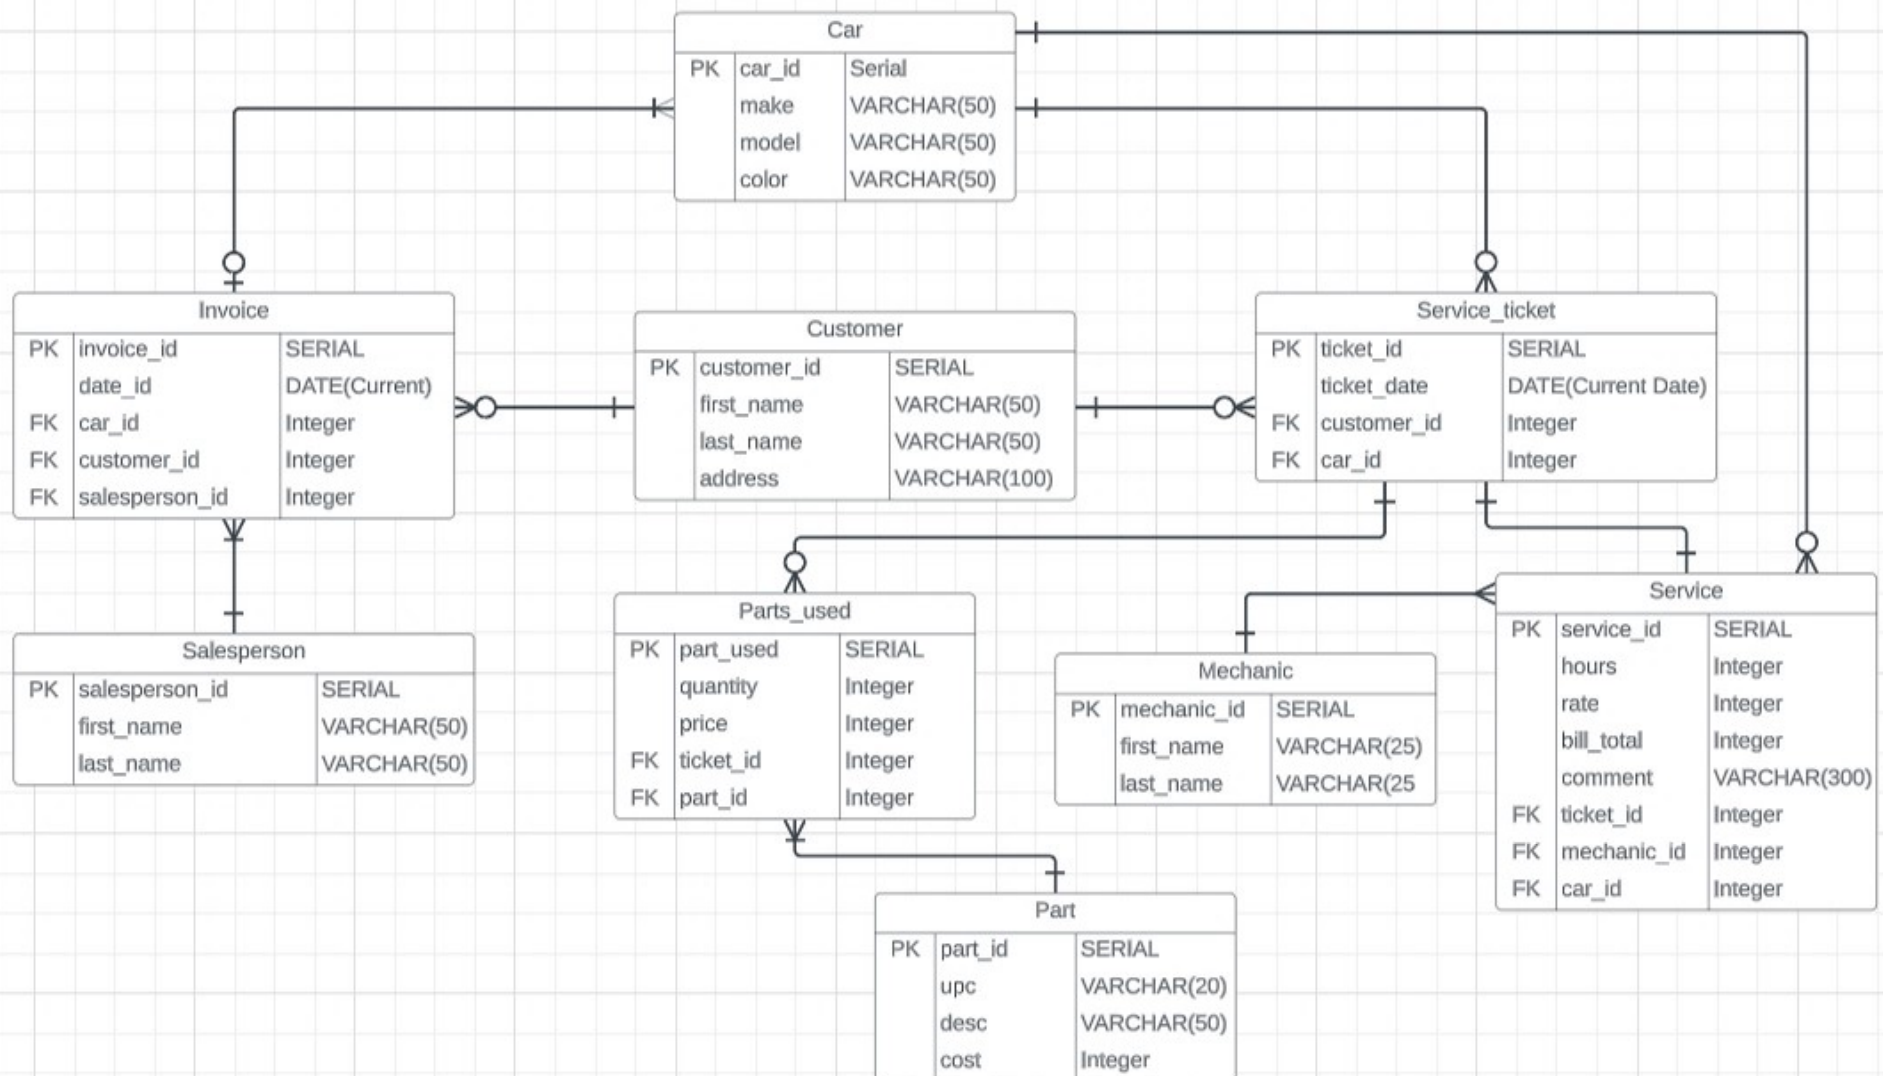 Car
PK car_id Serial
make VARCHAR(50)
model VARCHAR(50)
color VARCHAR(50)
Invoice
PK invoice_id SERIAL
date_id DATE(Current)
FK car_id Integer
FK customer_id Integer
FK salesperson_id Integer
Customer
PK customer_id SERIAL
first_name VARCHAR(50)
last_name VARCHAR(50)
address VARCHAR(100)
Service_ticket
PK ticket_id SERIAL
ticket_date DATE(Current Date)
FK customer_id Integer
FK car_id Integer
Salesperson
PK salesperson_id SERIAL
first_name VARCHAR(50)
last_name VARCHAR(50)
Parts_used
PK part_used SERIAL
quantity Integer
price Integer
FK ticket_id Integer
FK part_id Integer
Mechanic
PK mechanic_id SERIAL
first_name VARCHAR(25)
last_name VARCHAR(25
Service
PK service_id SERIAL
hours Integer
rate Integer
bill_total Integer
comment VARCHAR(300)
FK ticket_id Integer
FK mechanic_id Integer
FK car_id Integer
Part
PK part_id SERIAL
upc VARCHAR(20)
desc VARCHAR(50)
cost Integer